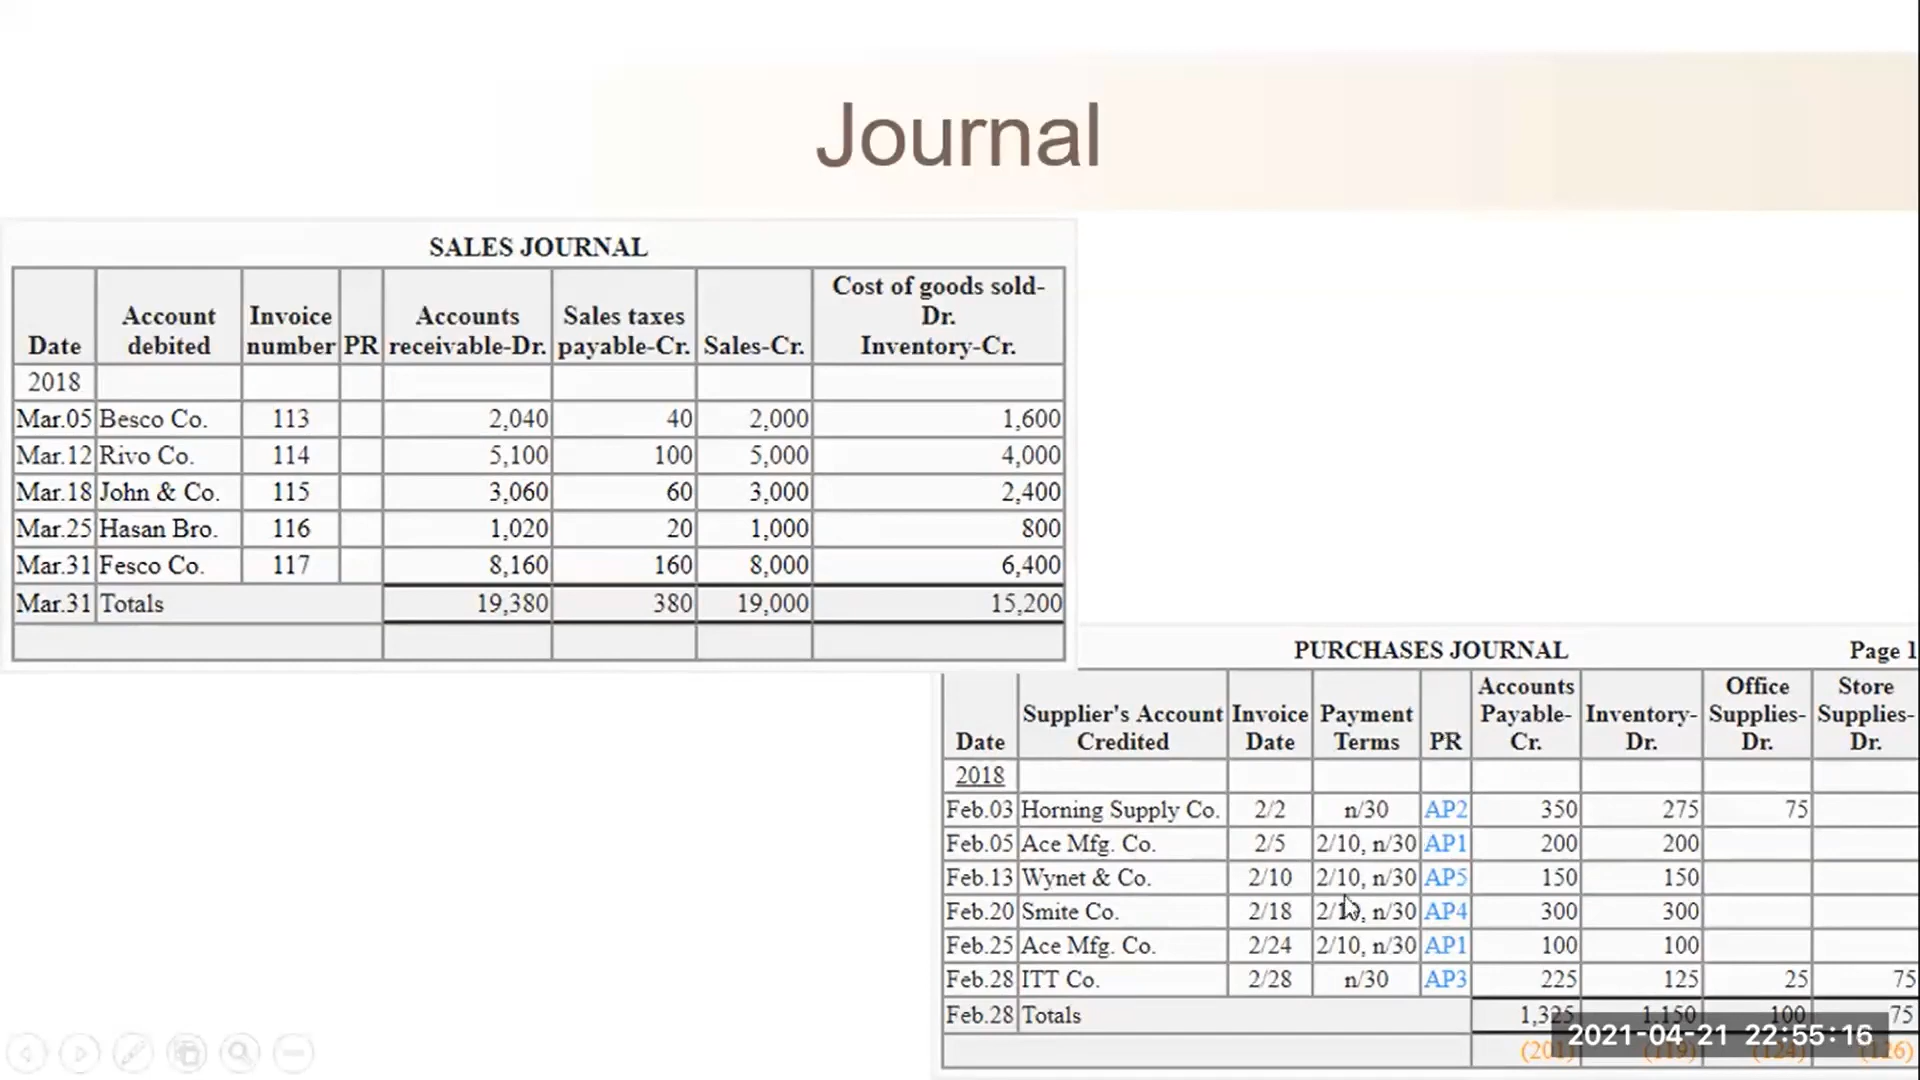 Journal
SALES JOURNAL
Date Account debited Invoice number PR Accounts receivable-Dr. Sales taxes payable-Cr. Sales-Cr. Cost of goods sold-Dr. Inventory-Cr.
2018
Mar.05 Besco Co. 113 2,040 40 2,000 1,600
Mar.12 Rivo Co. 114 5,100 100 5,000 4,000
Mar.18 John & Co. 115 3,060 60 3,000 2,400
Mar.25 Hasan Bro. 116 1,020 20 1,000 800
Mar.31 Fesco Co. 117 8,160 160 8,000 6,400
Mar.31 Totals 19,380 380 19,000 15,200
PURCHASES JOURNAL Page 1
Date Supplier's Account Credited Invoice Date Payment Terms PR Accounts Payable-Cr. Inventory-Dr. Office Supplies-Dr. Store Supplies-Dr.
2018
Feb.03 Horning Supply Co. 2/2 n/30 AP2 350 275 75
Feb.05 Ace Mfg. Co. 2/5 2/10, n/30 AP1 200 200
Feb.13 Wynet & Co. 2/10 2/10, n/30 AP5 150 150
Feb.20 Smite Co. 2/18 2/10, n/30 AP4 300 300
Feb.25 Ace Mfg. Co. 2/24 2/10, n/30 AP1 100 100
Feb.28 ITT Co. 2/28 n/30 AP3 225 125 25 75
Feb.28 Totals 1,325 1,150 100 75
(201) (119) (124) (126)
2021-04-21 22:55:16